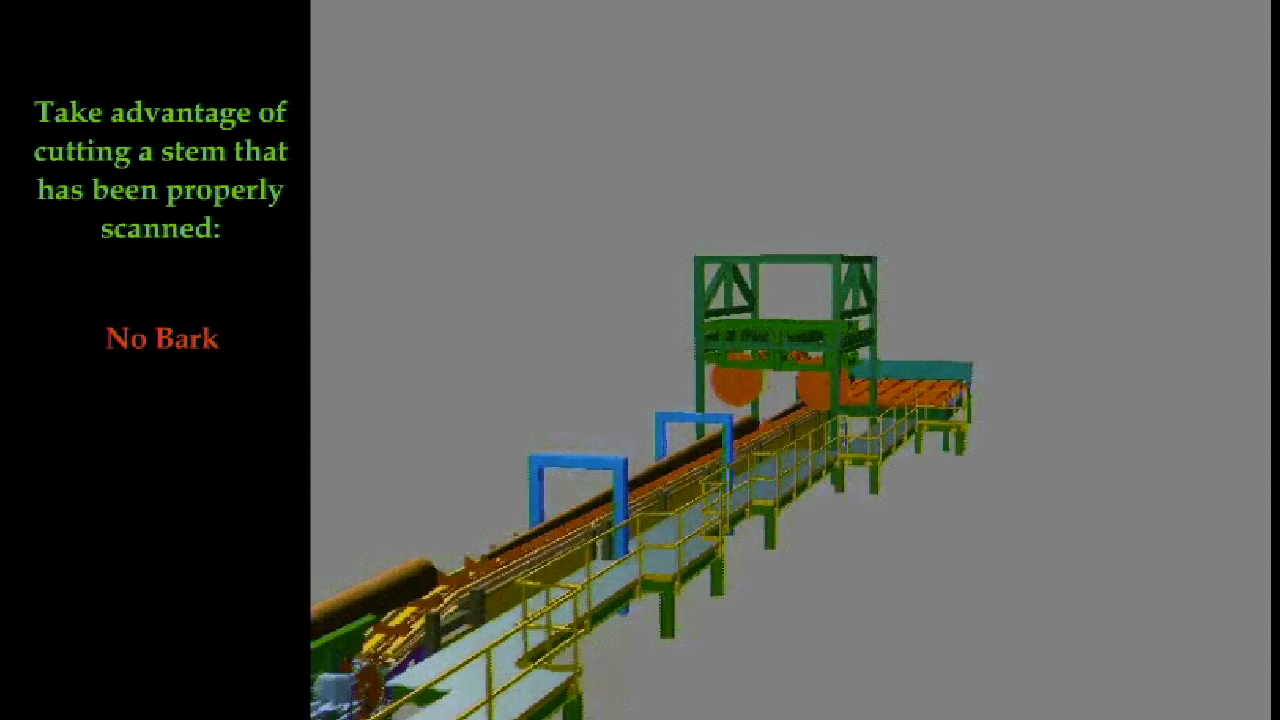 Take advantage of
cutting a stem that
has been properly
scanned:
No Bark